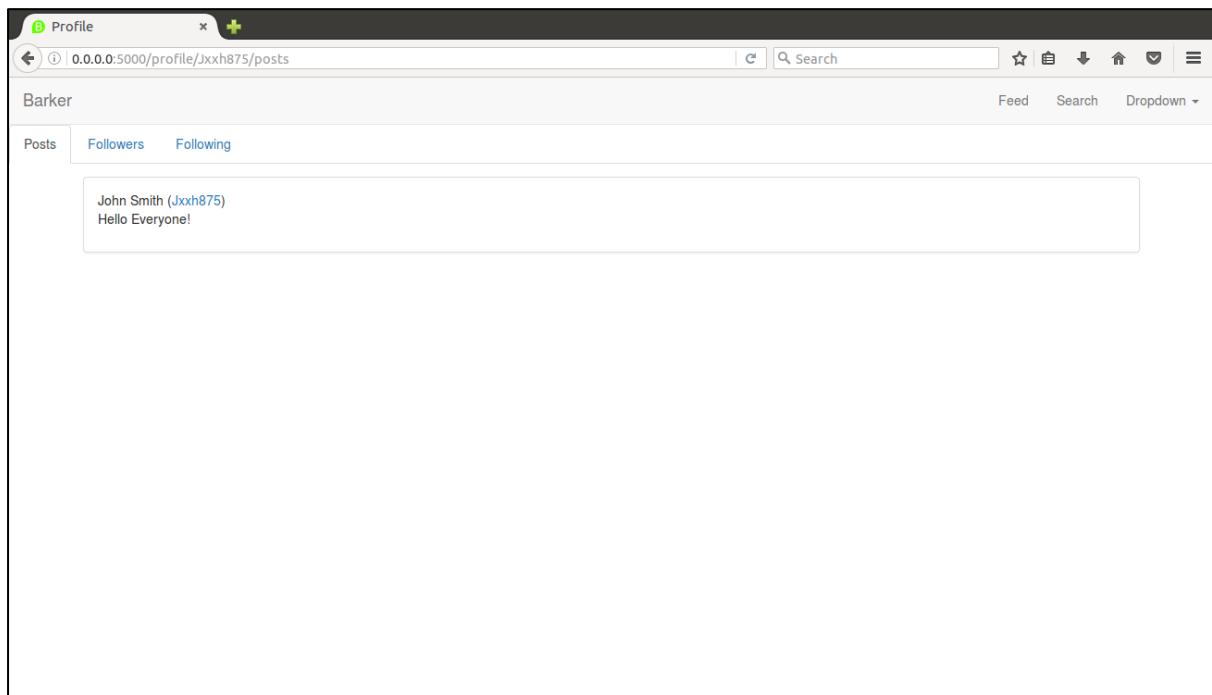 B Profile
0.0.0.0:5000/profile/Jxxh875/posts Search
Barker Feed Search Dropdown
Posts Followers Following
John Smith (Jxxh875)
Hello Everyone!